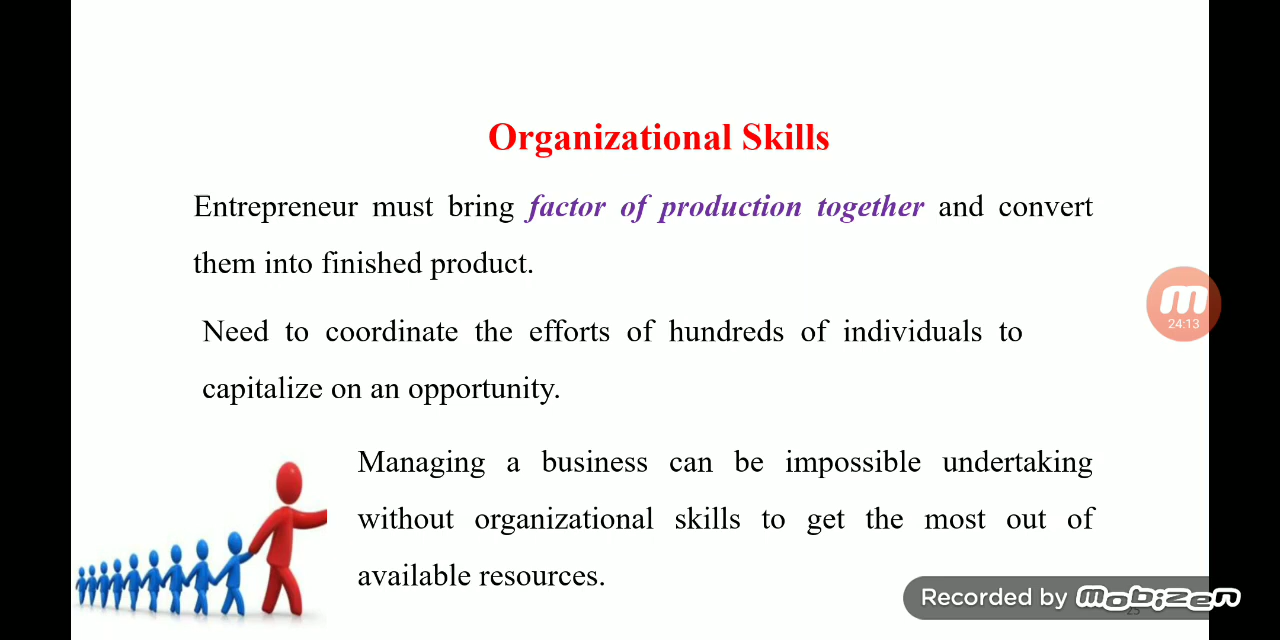 Organizational Skills
Entrepreneur must bring factor of production together and convert
them into finished product.
Need to coordinate the efforts of hundreds of individuals to
capitalize on an opportunity.
24:13
Managing a business can be impossible undertaking
without organizational skills to get the most out of
available resources.
Recorded by mobizen
25